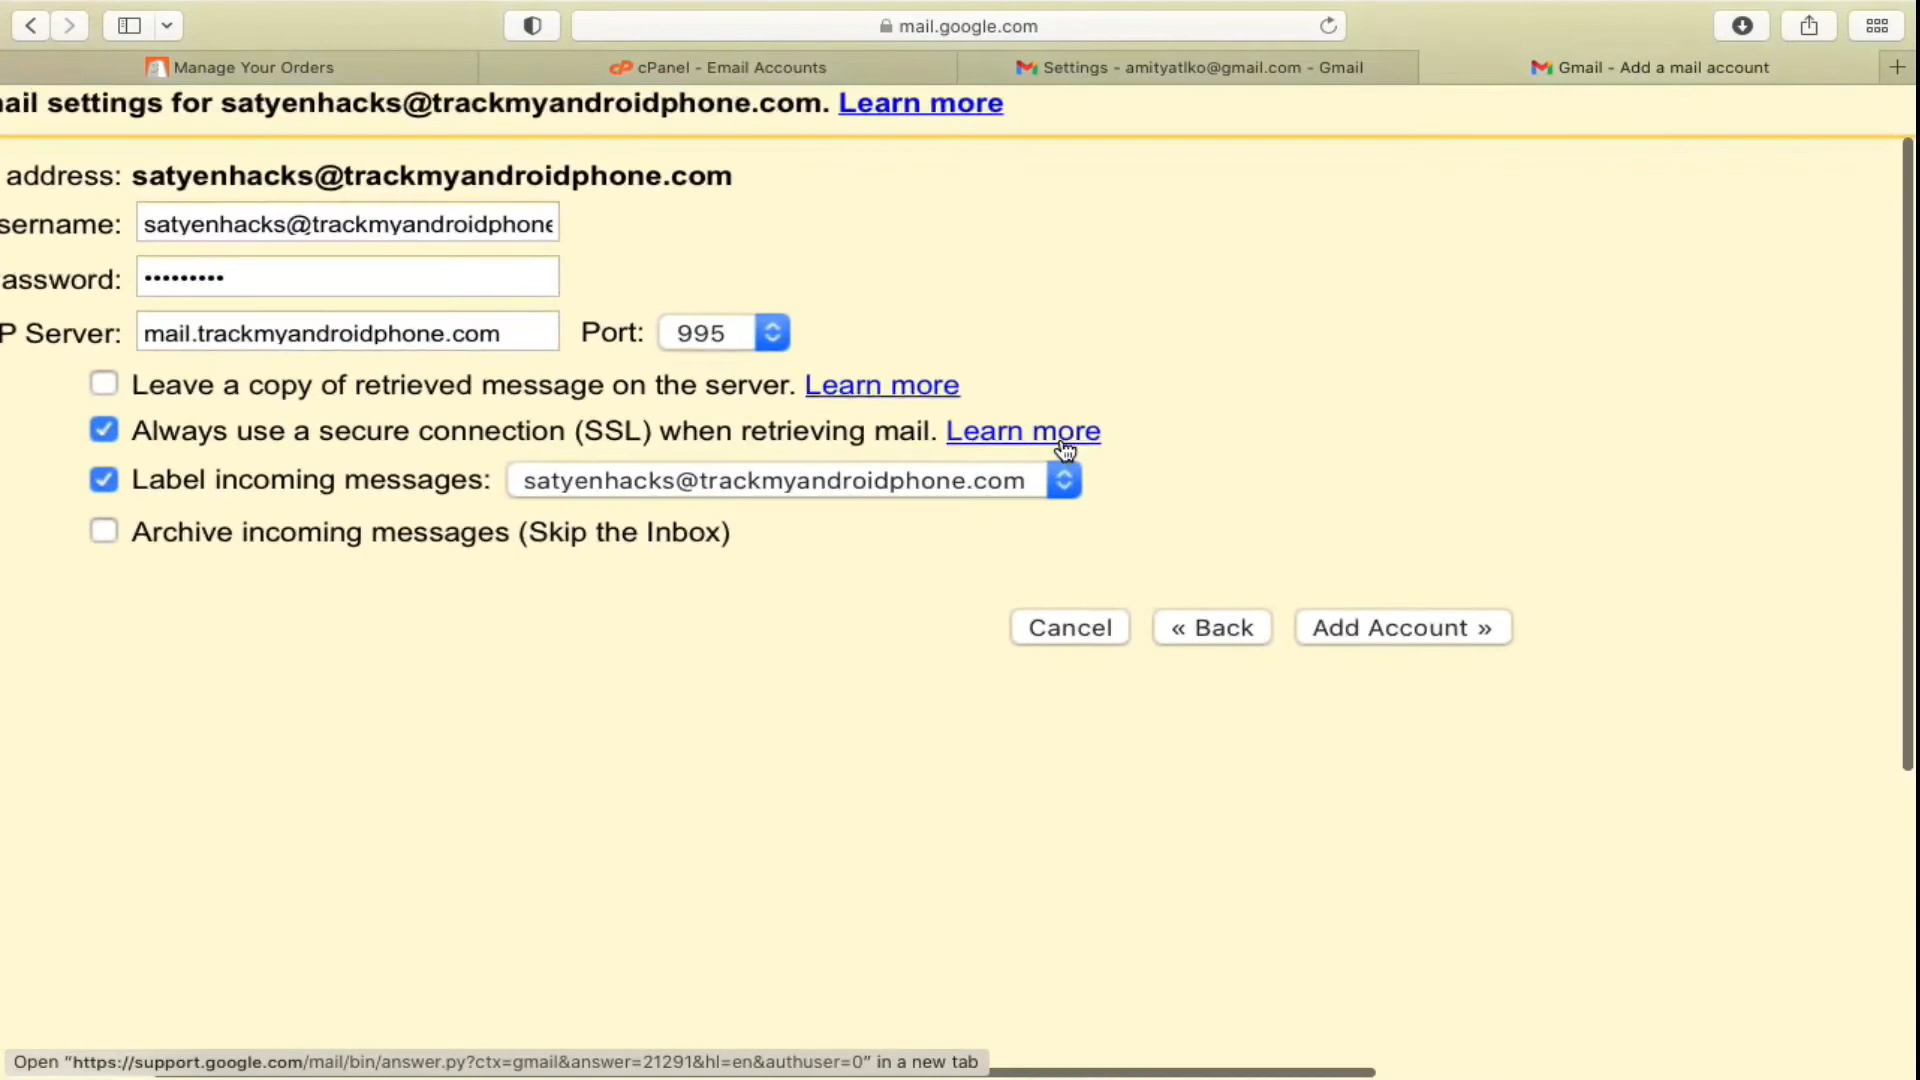 mail.google.com
Manage Your Orders
cPanel - Email Accounts
Settings - amityatlko@gmail.com - Gmail
Gmail - Add a mail account
ail settings for satyenhacks@trackmyandroidphone.com. Learn more
address: satyenhacks@trackmyandroidphone.com
sername: satyenhacks@trackmyandroidphone
assword: •••••••••
P Server: mail.trackmyandroidphone.com Port: 995
Leave a copy of retrieved message on the server. Learn more
Always use a secure connection (SSL) when retrieving mail. Learn more
Label incoming messages: satyenhacks@trackmyandroidphone.com
Archive incoming messages (Skip the Inbox)
Cancel « Back Add Account »
Open "https://support.google.com/mail/bin/answer.py?ctx=gmail&answer=21291&hl=en&authuser=0" in a new tab